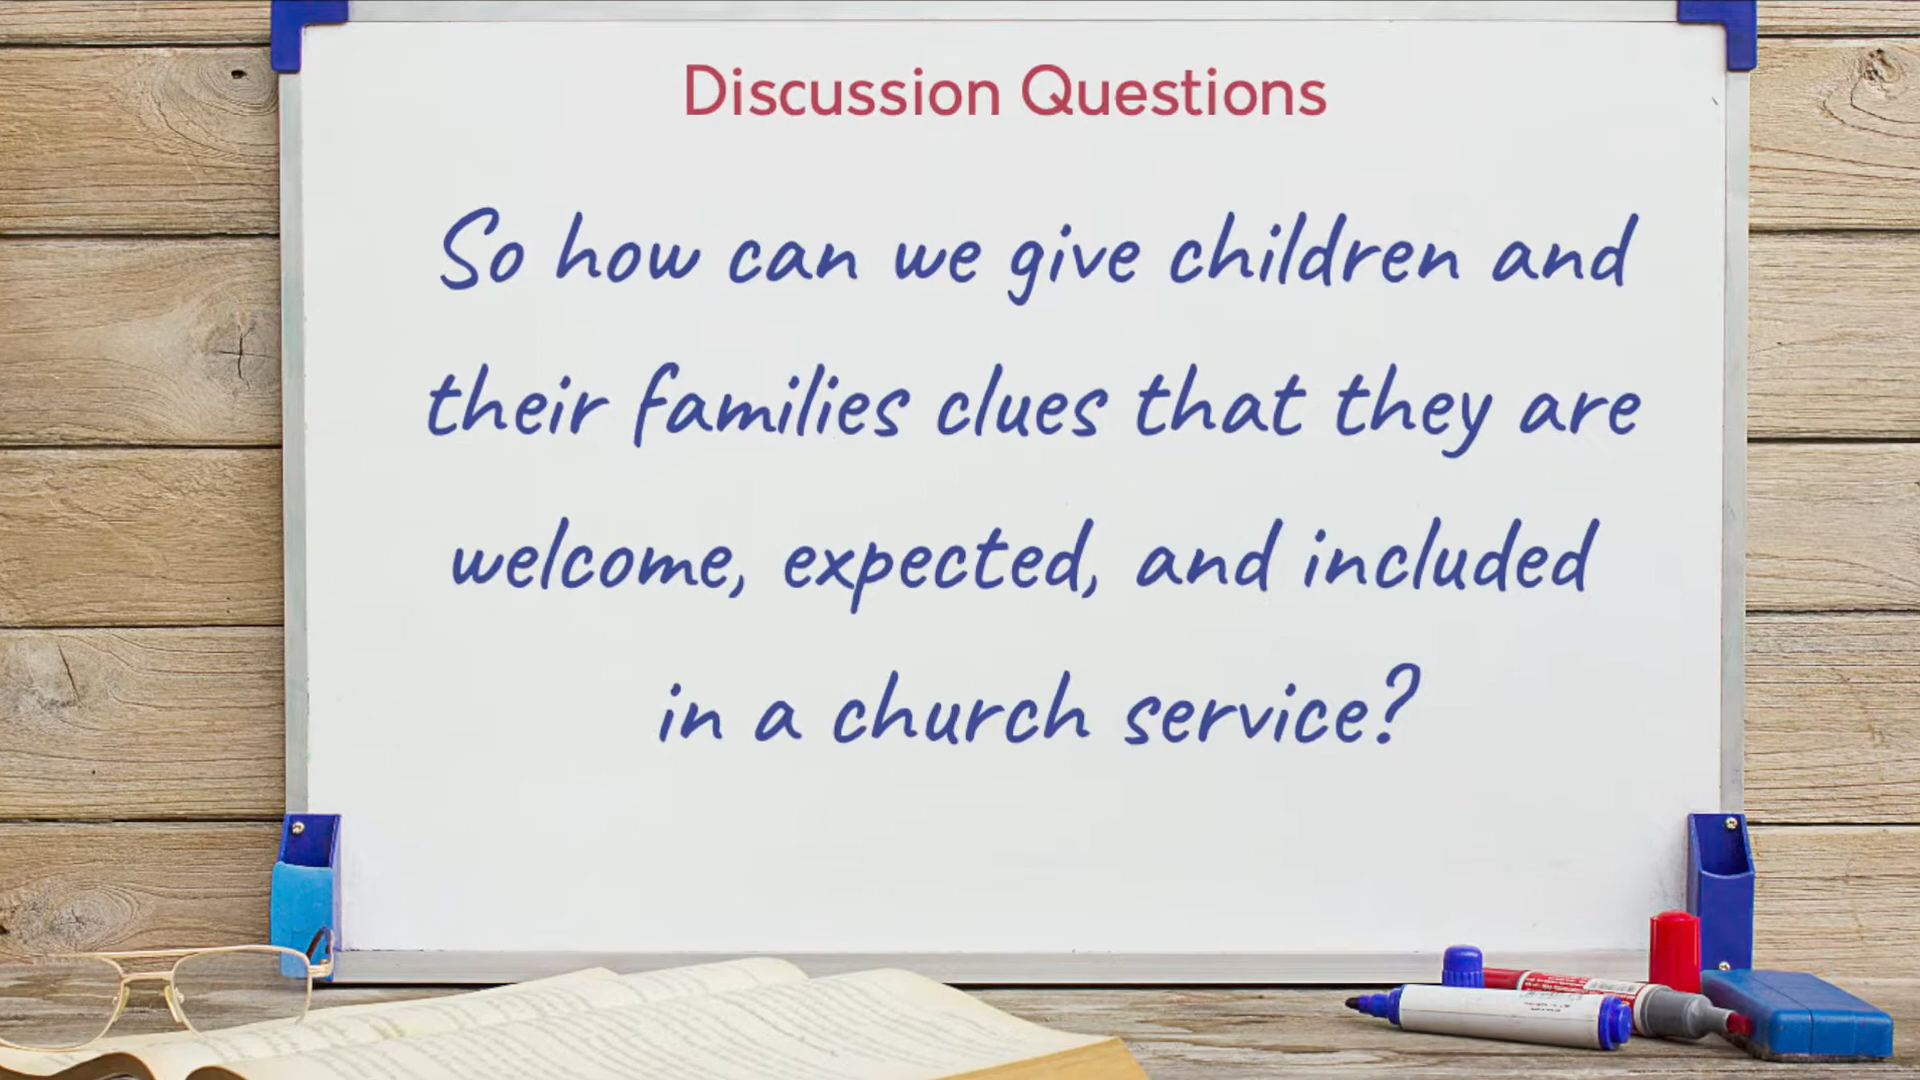 Discussion Questions
So how can we give children and
their families clues that they are
welcome, expected, and included
in a church service?